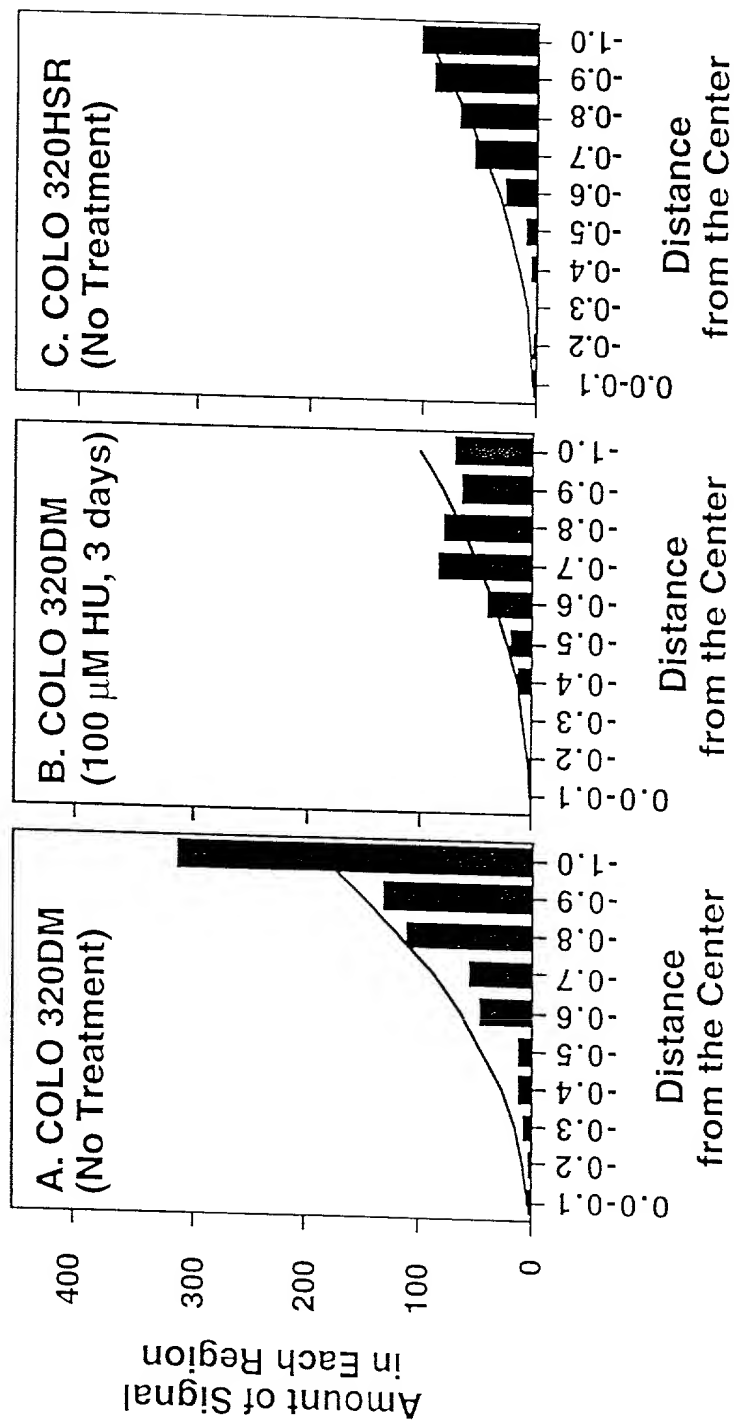 Amount of Signal
in Each Region
400
300
200
100
0
A. COLO 320DM
(No Treatment)
0.0-0.1
-0.2
-0.3
-0.4
-0.5
-0.6
-0.7
-0.8
-0.9
-1.0
Distance
from the Center
B. COLO 320DM
(100 µM HU, 3 days)
0.0-0.1
-0.2
-0.3
-0.4
-0.5
-0.6
-0.7
-0.8
-0.9
-1.0
Distance
from the Center
C. COLO 320HSR
(No Treatment)
0.0-0.1
-0.2
-0.3
-0.4
-0.5
-0.6
-0.7
-0.8
-0.9
-1.0
Distance
from the Center